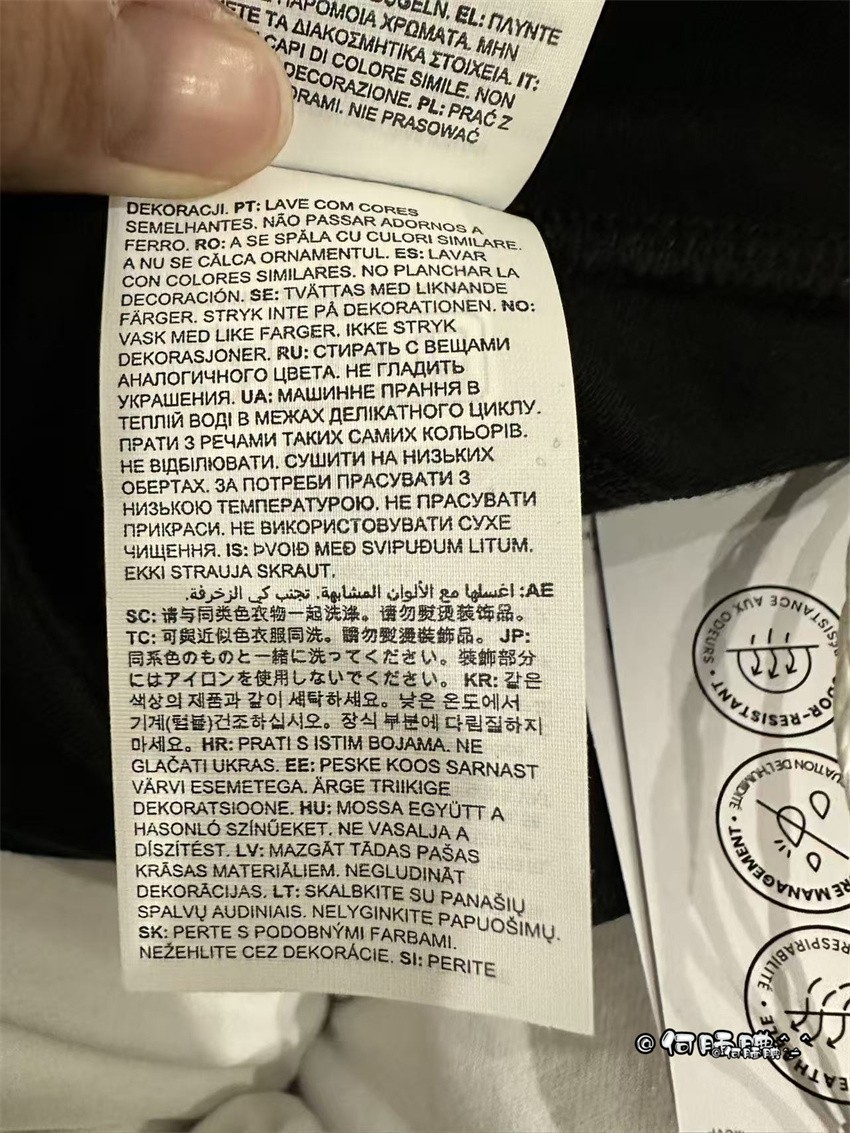 ÜGELN. EL: ΠΛΥΝΤΕ
ΠΑΡΟΜΟΙΑ ΧΡΩΜΑΤΑ. ΜΗΝ
ΤΑ ΔΙΑΚΟΣΜΗΤΙΚΑ ΣΤΟΙΧΕΙΑ. IT:
CAPI DI COLORE SIMILE. NON
DECORAZIONE. PL: PRAĆ Z
NIE PRASOWAĆ
DEKORACJI. PT: LAVE COM CORES
SEMELHANTES. NÃO PASSAR ADORNOS A
FERRO. RO: A SE SPĂLA CU CULORI SIMILARE.
A NU SE CĂLCA ORNAMENTUL. ES: LAVAR
CON COLORES SIMILARES. NO PLANCHAR LA
DECORACIÓN. SE: TVÄTTAS MED LIKNANDE
FÄRGER. STRYK INTE PÅ DEKORATIONEN. NO:
VASK MED LIKE FARGER. IKKE STRYK
DEKORASJONER. RU: СТИРАТЬ С ВЕЩАМИ
АНАЛОГИЧНОГО ЦВЕТА. НЕ ГЛАДИТЬ
УКРАШЕНИЯ. UA: МАШИННЕ ПРАННЯ В
ТЕПЛІЙ ВОДІ В МЕЖАХ ДЕЛІКАТНОГО ЦИКЛУ.
ПРАТИ З РЕЧАМИ ТАКИХ САМИХ КОЛЬОРІВ.
НЕ ВІДБІЛЮВАТИ. СУШИТИ НА НИЗЬКИХ
ОБЕРТАХ. ЗА ПОТРЕБИ ПРАСУВАТИ З
НИЗЬКОЮ ТЕМПЕРАТУРОЮ. НЕ ПРАСУВАТИ
ПРИКРАСИ. НЕ ВИКОРИСТОВУВАТИ СУХЕ
ЧИЩЕННЯ. IS: ÞVOIÐ MEÐ SVIPUÐUM LITUM.
EKKI STRAUJA SKRAUT.
AE: اغسلها مع الألوان المشابهة. تجنب كي الزخرفة.
SC: 请与同类色衣物一起洗涤。请勿熨烫装饰品。
TC: 可與近似色衣服同洗。請勿熨燙裝飾品。 JP:
同系色のものと一緒に洗ってください。装飾部分
にはアイロンを使用しないでください。 KR: 같은
색상의 제품과 같이 세탁하세요. 낮은 온도에서
기계(텀블)건조하십시오. 장식 부분에 다림질하지
마세요. HR: PRATI S ISTIM BOJAMA. NE
GLAČATI UKRAS. EE: PESKE KOOS SARNAST
VÄRVI ESEMETEGA. ÄRGE TRIIKIGE
DEKORATSIOONE. HU: MOSSA EGYÜTT A
HASONLÓ SZÍNŰEKET. NE VASALJA A
DÍSZÍTÉST. LV: MAZGĀT TĀDAS PAŠAS
KRĀSAS MATERIĀLIEM. NEGLUDINĀT
DEKORĀCIJAS. LT: SKALBKITE SU PANAŠIŲ
SPALVŲ AUDINIAIS. NELYGINKITE PAPUOŠIMŲ.
SK: PERTE S PODOBNÝMI FARBAMI.
NEŽEHLITE CEZ DEKORÁCIE. SI: PERITE
RÉSISTANCE AUX ODEURS
ODOR-RESISTANT
DE L'HUMIDITÉ
MANAGEMENT
RESPIRABILITÉ